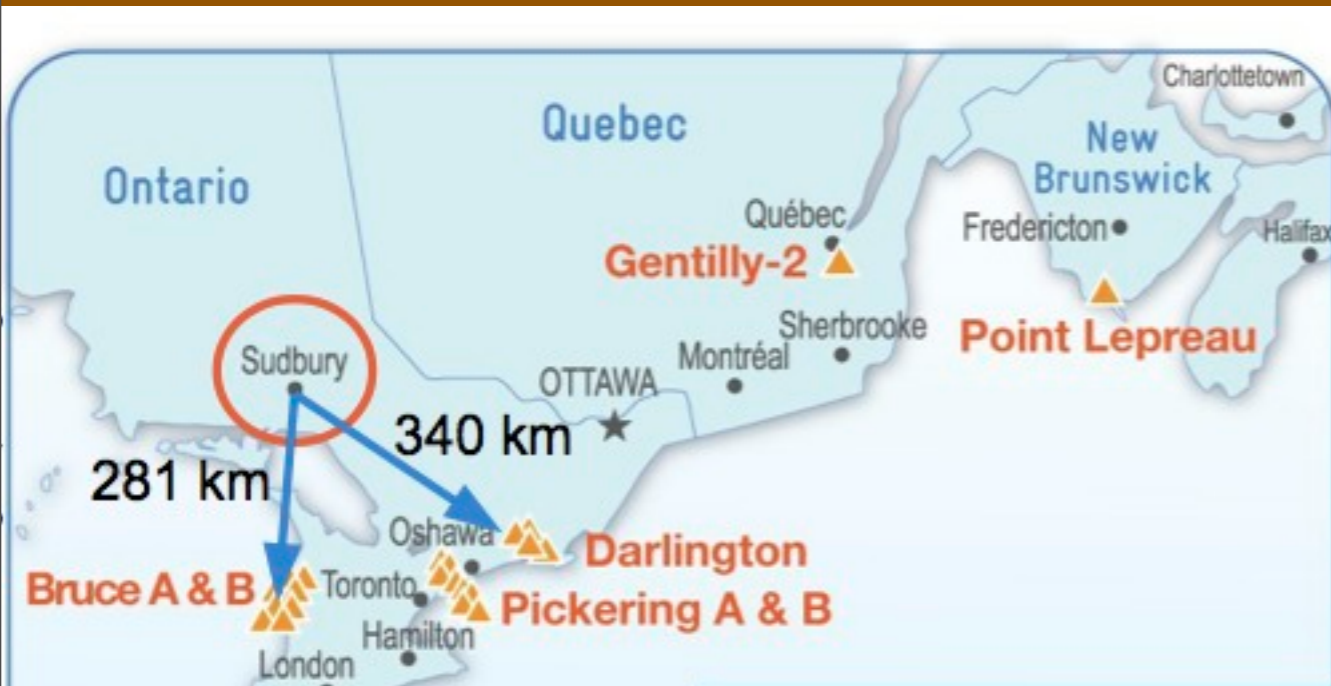 Charlottetown
Quebec
New
Brunswick
Ontario
Québec
Fredericton
Halifax
Gentilly-2
Sherbrooke
Point Lepreau
Sudbury
Montréal
OTTAWA
340 km
281 km
Oshawa
Darlington
Bruce A & B
Toronto
Pickering A & B
Hamilton
London